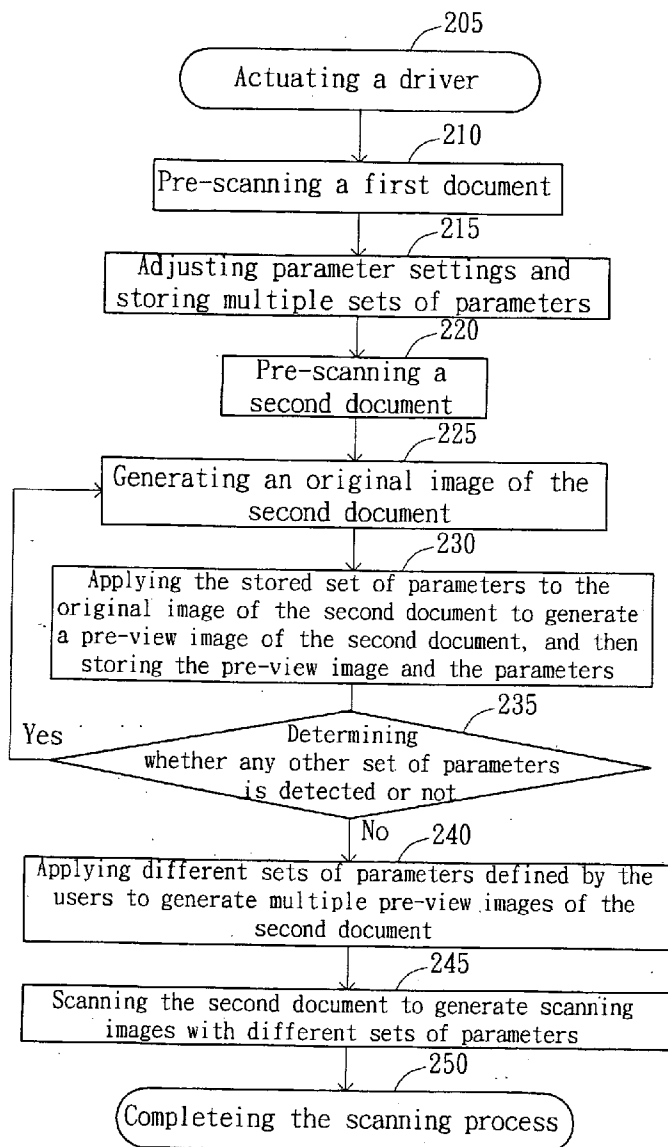 205
Actuating a driver
210
Pre-scanning a first document
215
Adjusting parameter settings and
storing multiple sets of parameters
220
Pre-scanning a
second document
225
Generating an original image of the
second document
230
Applying the stored set of parameters to the
original image of the second document to generate
a pre-view image of the second document, and then
storing the pre-view image and the parameters
235
Yes
Determining
whether any other set of parameters
is detected or not
No
240
Applying different sets of parameters defined by the
users to generate multiple pre-view images of the
second document
245
Scanning the second document to generate scanning
images with different sets of parameters
250
Completeing the scanning process